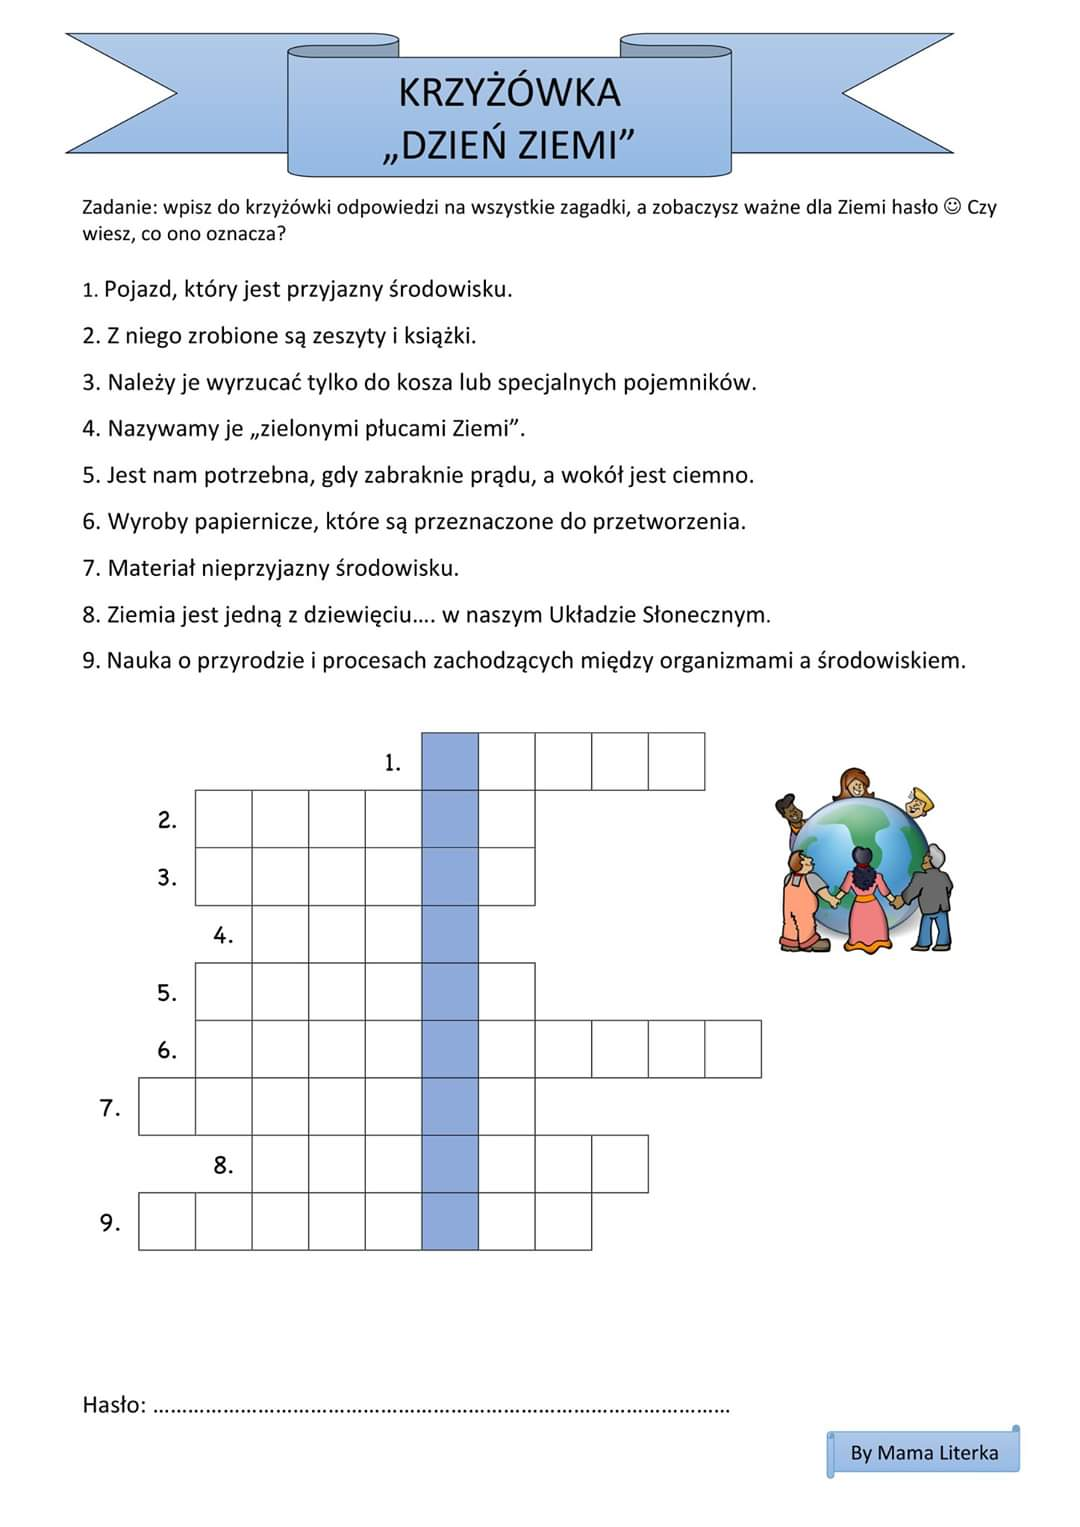 KRZYŻÓWKA
„DZIEŃ ZIEMI”
Zadanie: wpisz do krzyżówki odpowiedzi na wszystkie zagadki, a zobaczysz ważne dla Ziemi hasło ☺ Czy
wiesz, co ono oznacza?
1. Pojazd, który jest przyjazny środowisku.
2. Z niego zrobione są zeszyty i książki.
3. Należy je wyrzucać tylko do kosza lub specjalnych pojemników.
4. Nazywamy je „zielonymi płucami Ziemi”.
5. Jest nam potrzebna, gdy zabraknie prądu, a wokół jest ciemno.
6. Wyroby papiernicze, które są przeznaczone do przetworzenia.
7. Materiał nieprzyjazny środowisku.
8. Ziemia jest jedną z dziewięciu.... w naszym Układzie Słonecznym.
9. Nauka o przyrodzie i procesach zachodzących między organizmami a środowiskiem.
1.
2.
3.
4.
5.
6.
7.
8.
9.
Hasło: ....................................................................................................
By Mama Literka